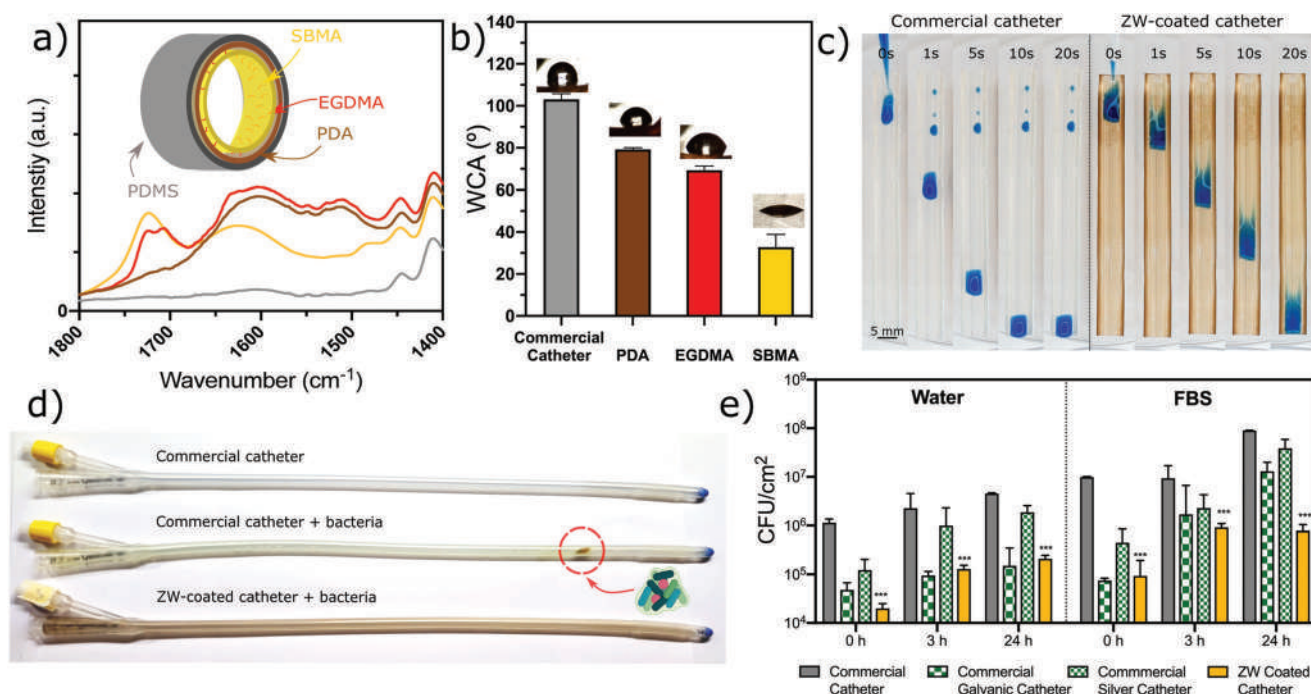 a)
SBMA
EGDMA
PDA
PDMS
Intenstiy (a.u.)
0
1800 1700 1600 1500 1400
Wavenumber (cm⁻¹)
b)
WCA (º)
140
120
100
80
60
40
20
0
Commercial
Catheter PDA EGDMA SBMA
c)
Commercial catheter ZW-coated catheter
0s 1s 5s 10s 20s 0s 1s 5s 10s 20s
5 mm
d)
Commercial catheter
Commercial catheter + bacteria
ZW-coated catheter + bacteria
e)
Water FBS
CFU/cm²
10⁹
10⁸
10⁷
10⁶
10⁵
10⁴
*** *** *** *** *** ***
0 h 3 h 24 h 0 h 3 h 24 h
Commercial
Catheter
Commercial
Galvanic Catheter
Commmercial
Silver Catheter
ZW Coated
Catheter